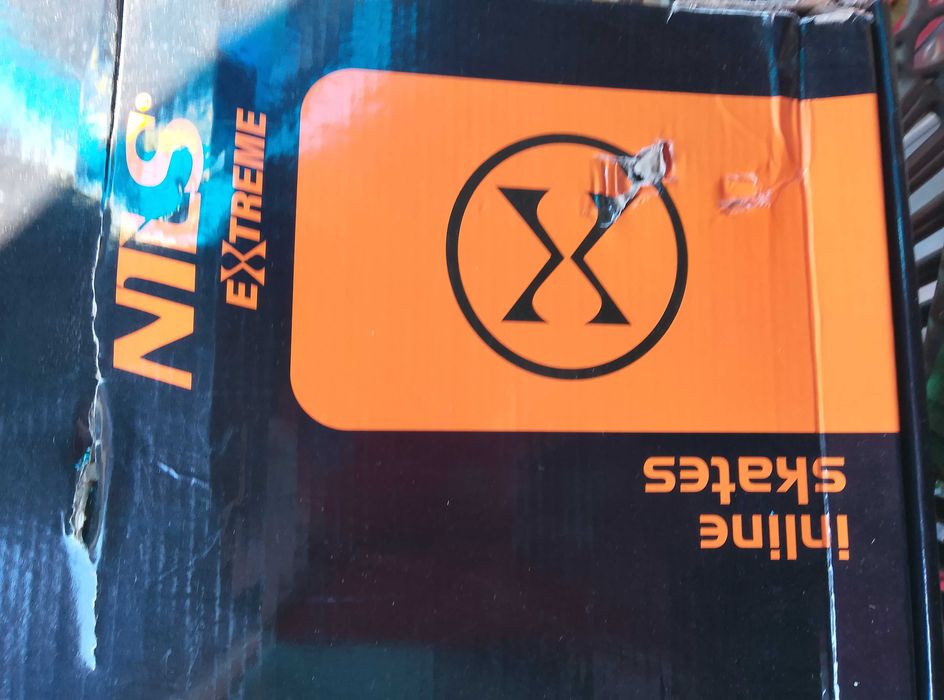 NILS
EXTREME
inline
skates